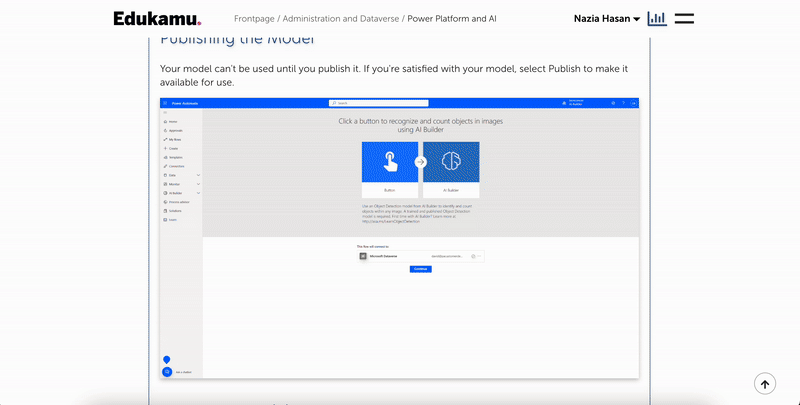 Edukamu.
Frontpage / Administration and Dataverse / Power Platform and AI
Nazia Hasan
Publishing the Model
Your model can't be used until you publish it. If you're satisfied with your model, select Publish to make it
available for use.
Power Automate
Search
AI Builder
Home
Approvals
My flows
Create
Templates
Connectors
Data
Monitor
AI Builder
Process advisor
Solutions
Learn
Click a button to recognize and count objects in images
using AI Builder
Button
AI Builder
Use an Object Detection model from AI Builder to identify and count
objects within any image. A trained and published Object Detection
model is required. First time with AI Builder? Learn more at
This flow will connect to:
Microsoft Dataverse
Continue
Ask a chatbot